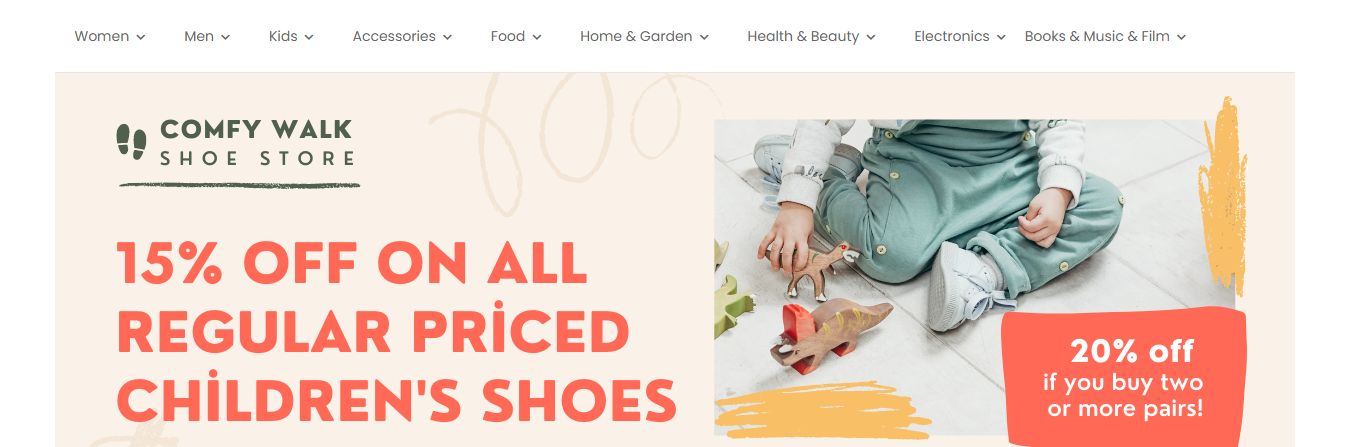 Women Men Kids Accessories Food Home & Garden Health & Beauty Electronics Books & Music & Film
COMFY WALK
SHOE STORE
15% OFF ON ALL
REGULAR PRİCED
CHİLDREN'S SHOES
20% off
if you buy two
or more pairs!